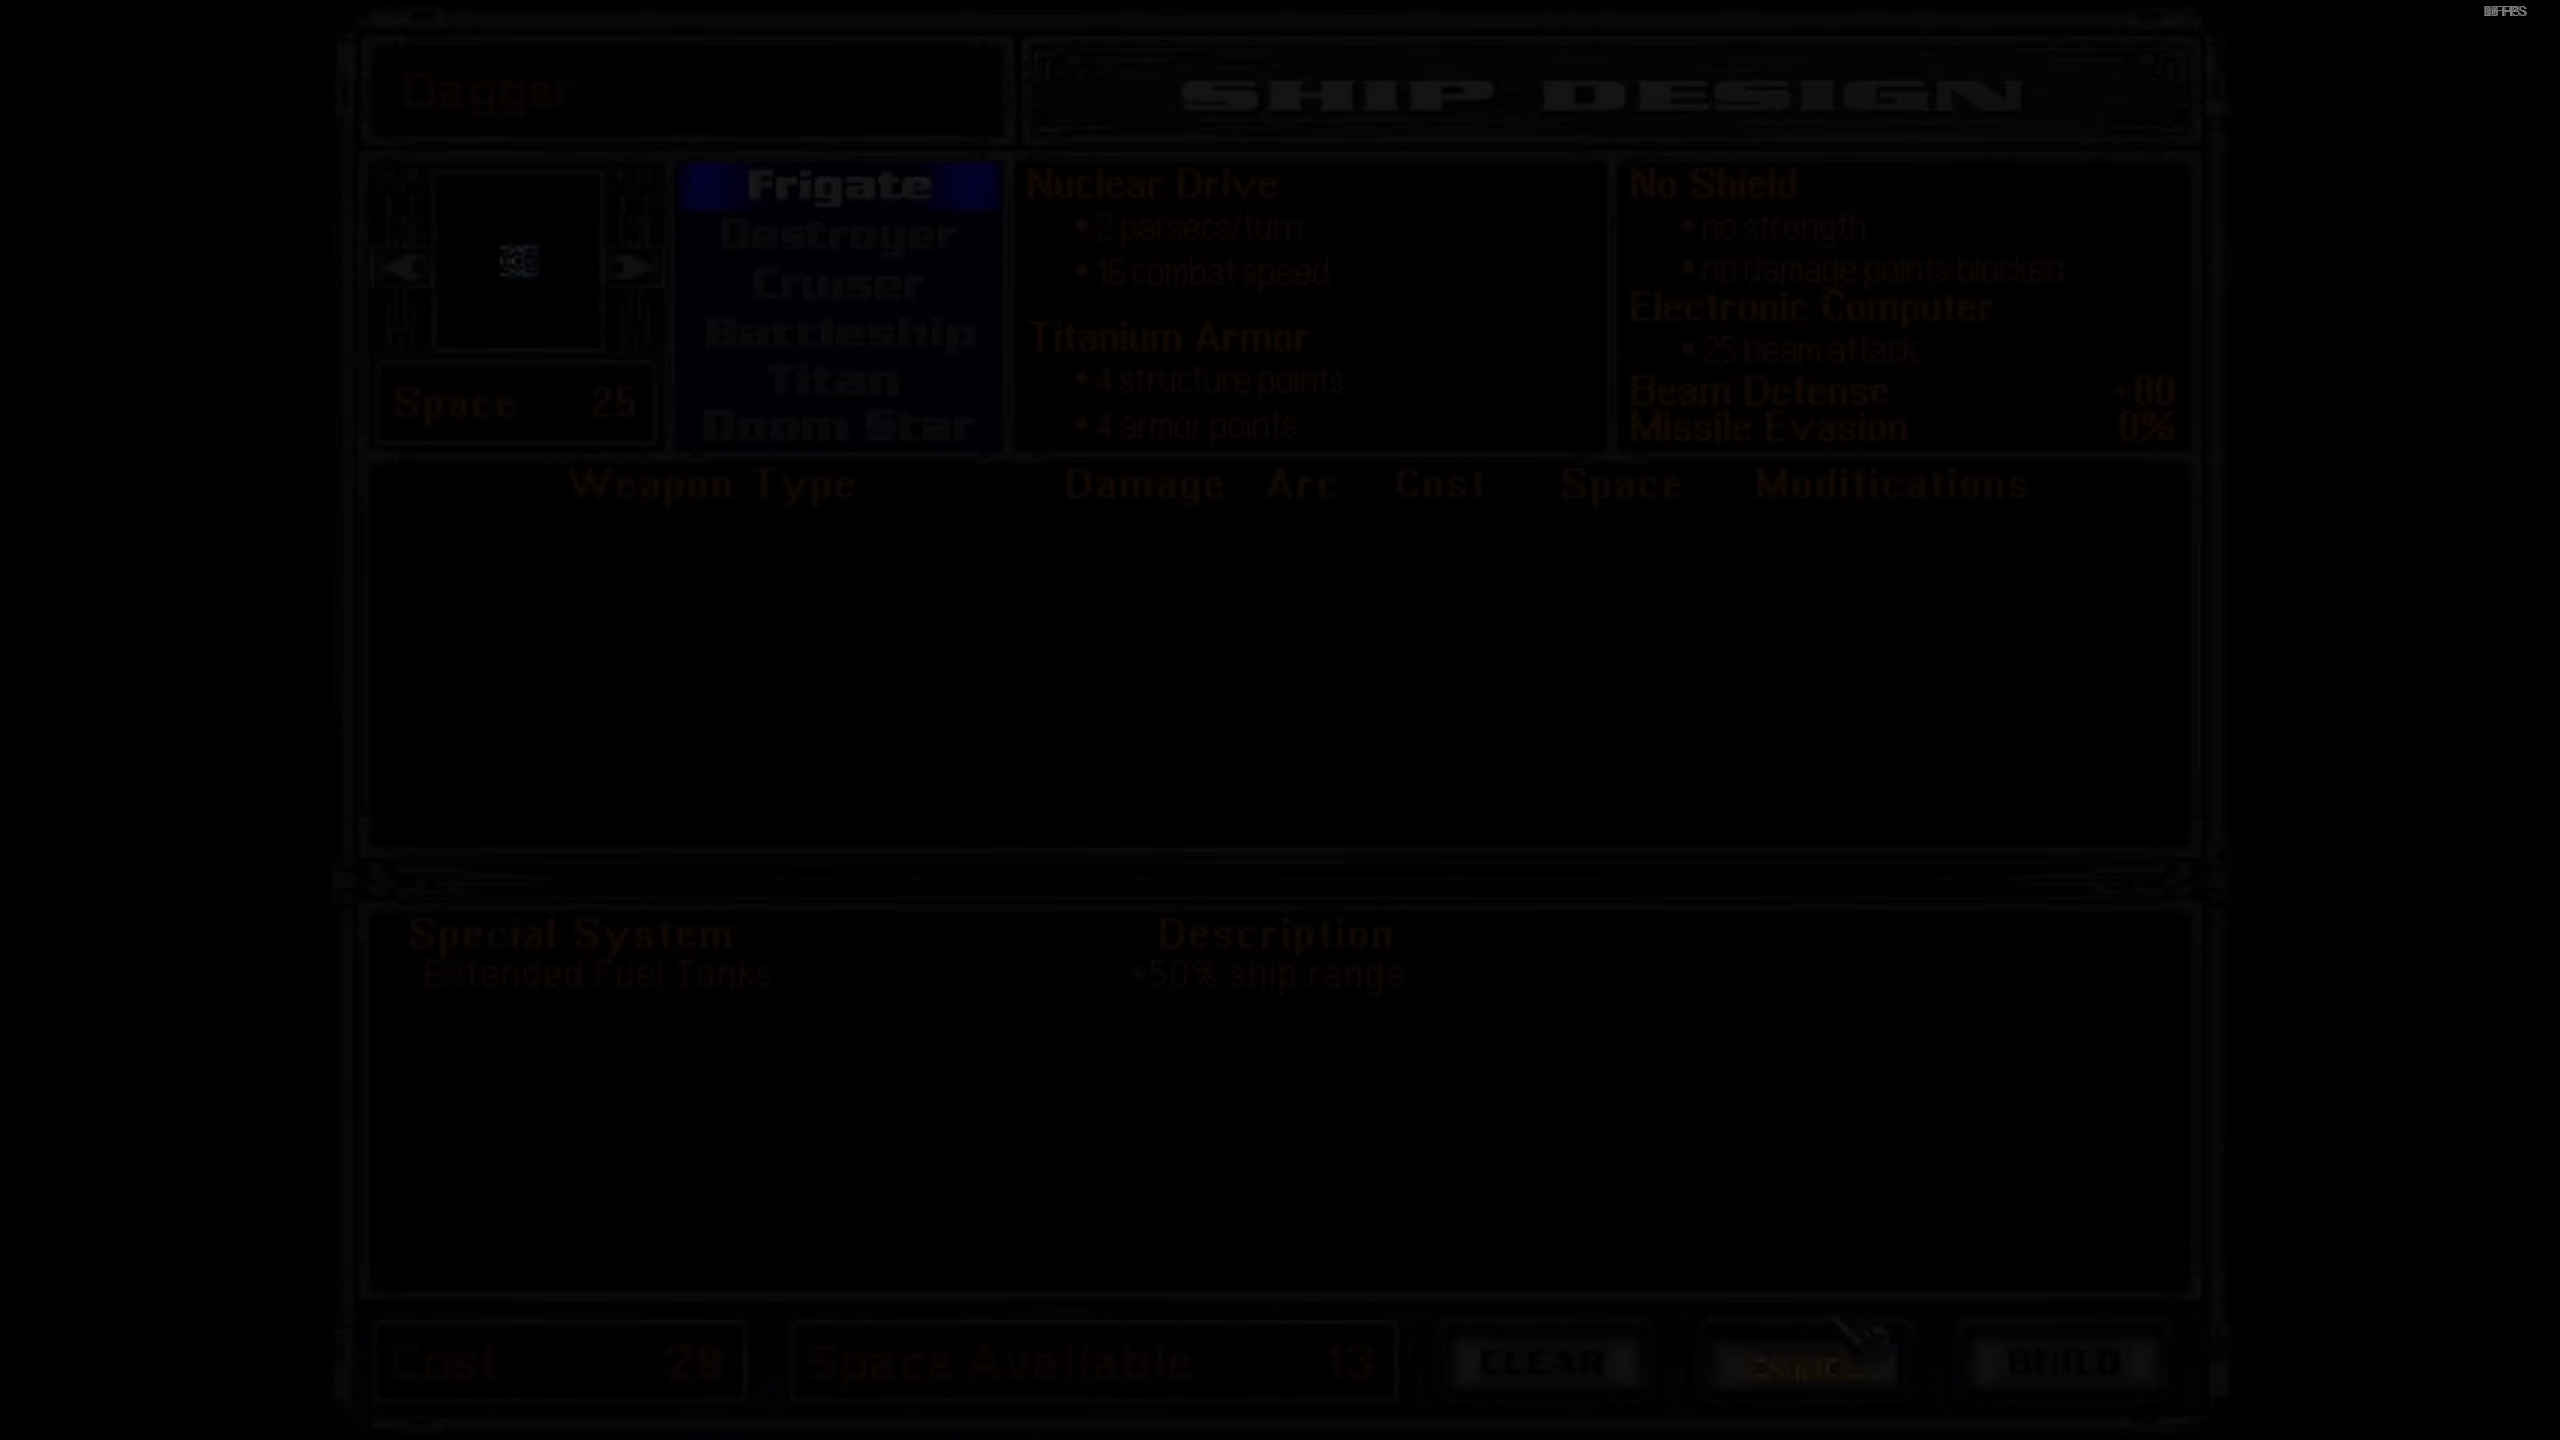 Dagger
SHIP DESIGN
Frigate
Destroyer
Cruiser
Battleship
Titan
Doom Star
Space 25
Nuclear Drive
• 2 parsecs/turn
• 16 combat speed
Titanium Armor
• 4 structure points
• 4 armor points
No Shield
• no strength
• no damage points blocked
Electronic Computer
• 25 beam attack
Beam Defense +80
Missile Evasion 0%
Weapon Type Damage Arc Cost Space Modifications
Special System Description
Extended Fuel Tanks +50% ship range
Cost 20
Space Available 13
CLEAR
BUILD